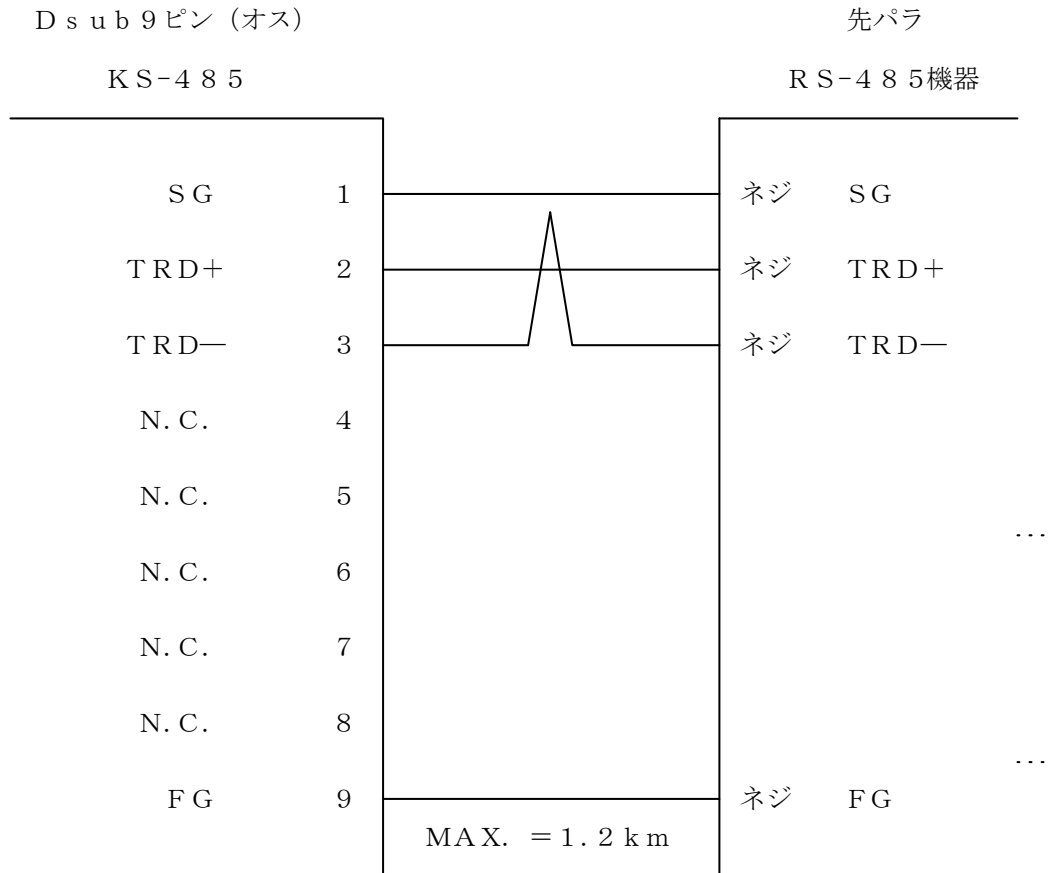 Dsub9ピン(オス) 先パラ
KS-485 RS-485機器
SG 1 ネジ SG
TRD+ 2 ネジ TRD+
TRD― 3 ネジ TRD―
N.C. 4
N.C. 5
…
N.C. 6
N.C. 7
N.C. 8
…
FG 9 ネジ FG
MAX. =1.2km